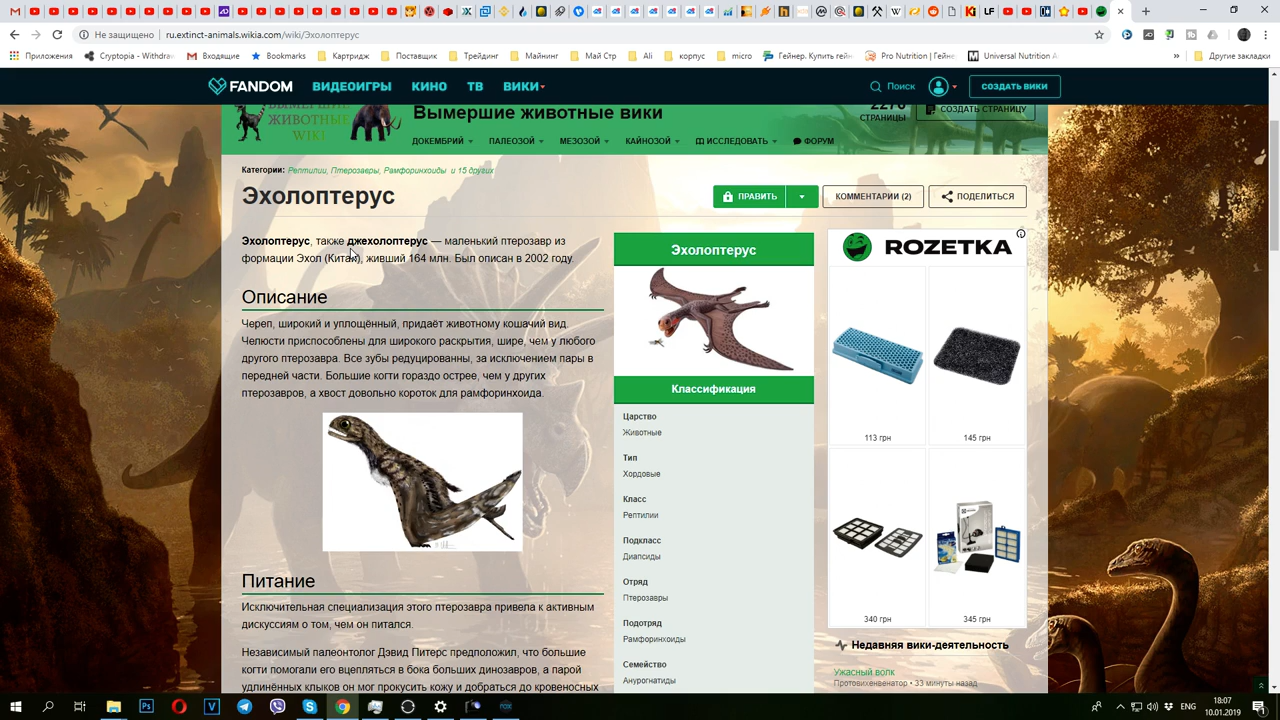 Не защищено
ru.extinct-animals.wikia.com/wiki/Эхолоптерус
Приложения
Cryptopia - Withdraw
Входящие
Bookmarks
Картридж
Поставщик
Трейдинг
Майнинг
Май Стр
Ali
корпус
micro
Гейнер. Купить гейн
Pro Nutrition | Гейне
Universal Nutrition A
»
Другие закладки
FANDOM
ВИДЕОИГРЫ
КИНО
ТВ
ВИКИ
Поиск
СОЗДАТЬ ВИКИ
ВЫМЕРШИЕ
ЖИВОТНЫЕ
WIKI
Вымершие животные вики
СТРАНИЦЫ
СОЗДАТЬ СТРАНИЦУ
ДОКЕМБРИЙ
ПАЛЕОЗОЙ
МЕЗОЗОЙ
КАЙНОЗОЙ
ИССЛЕДОВАТЬ
ФОРУМ
Категории: Рептилии, Птерозавры, Рамфоринхоиды и 15 других
Эхолоптерус
ПРАВИТЬ
КОММЕНТАРИИ (2)
ПОДЕЛИТЬСЯ
Эхолоптерус, также джехолоптерус — маленький птерозавр из
формации Эхол (Китай), живший 164 млн. Был описан в 2002 году.
Описание
Череп, широкий и уплощённый, придаёт животному кошачий вид.
Челюсти приспособлены для широкого раскрытия, шире, чем у любого
другого птерозавра. Все зубы редуцированны, за исключением пары в
передней части. Большие когти гораздо острее, чем у других
птерозавров, а хвост довольно короток для рамфоринхоида.
Питание
Исключительная специализация этого птерозавра привела к активным
дискуссиям о том, чем он питался.
Независимый палеонтолог Дэвид Питерс предположил, что большие
когти помогали его вцепляться в бока больших динозавров, а парой
удлинённых клыков он мог прокусить кожу и добраться до кровеносных
Эхолоптерус
Классификация
Царство
Животные
Тип
Хордовые
Класс
Рептилии
Подкласс
Диапсиды
Отряд
Птерозавры
Подотряд
Рамфоринхоиды
Семейство
Анурогнатиды
ROZETKA
113 грн
145 грн
340 грн
345 грн
Недавняя вики-деятельность
Ужасный волк
Протовихенвенатор • 33 минуты назад
ENG
18:07
10.01.2019